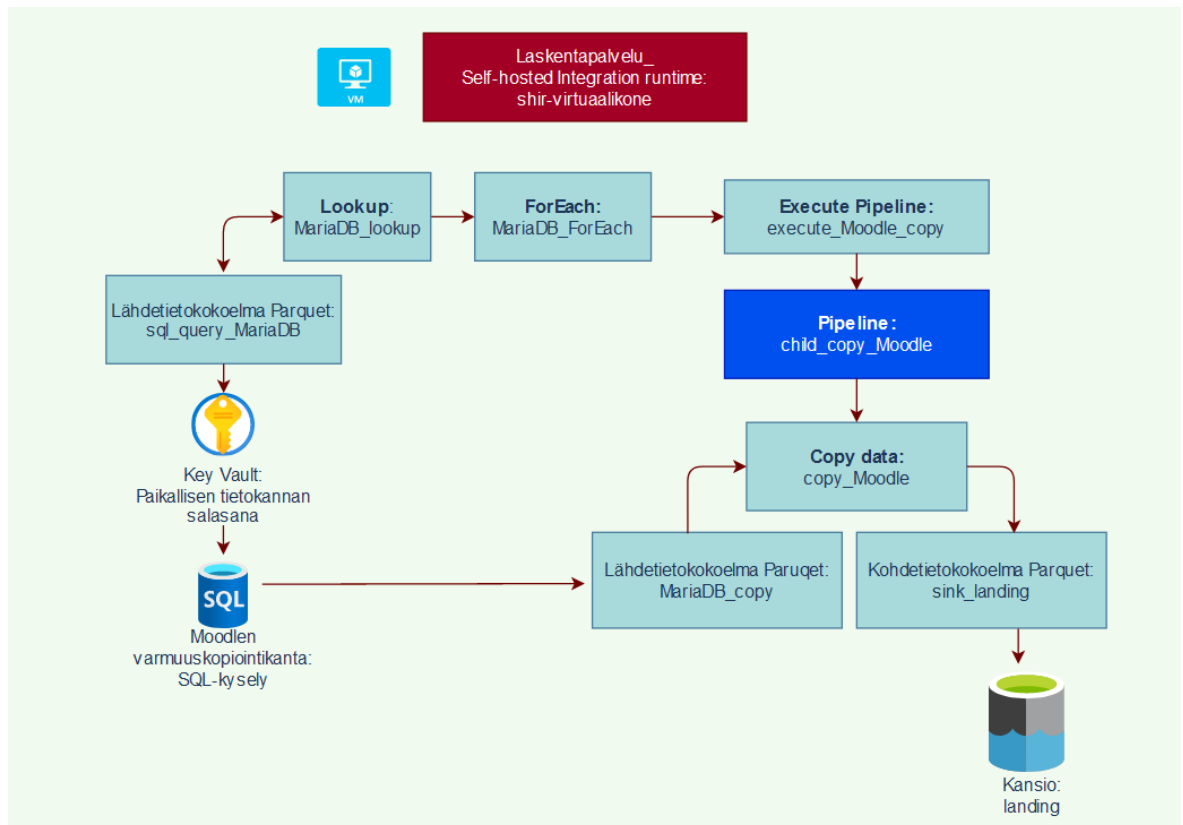 Laskentapalvelu_
Self-hosted Integration runtime:
shir-virtuaalikone
VM
Lookup:
MariaDB_lookup
ForEach:
MariaDB_ForEach
Execute Pipeline:
execute_Moodle_copy
Lähdetietokokoelma Parquet:
sql_query_MariaDB
Pipeline:
child_copy_Moodle
Key Vault:
Paikallisen tietokannan
salasana
Copy data:
copy_Moodle
SQL
Moodlen
varmuuskopiointikanta:
SQL-kysely
Lähdetietokokoelma Paruqet:
MariaDB_copy
Kohdetietokokoelma Parquet:
sink_landing
Kansio:
landing